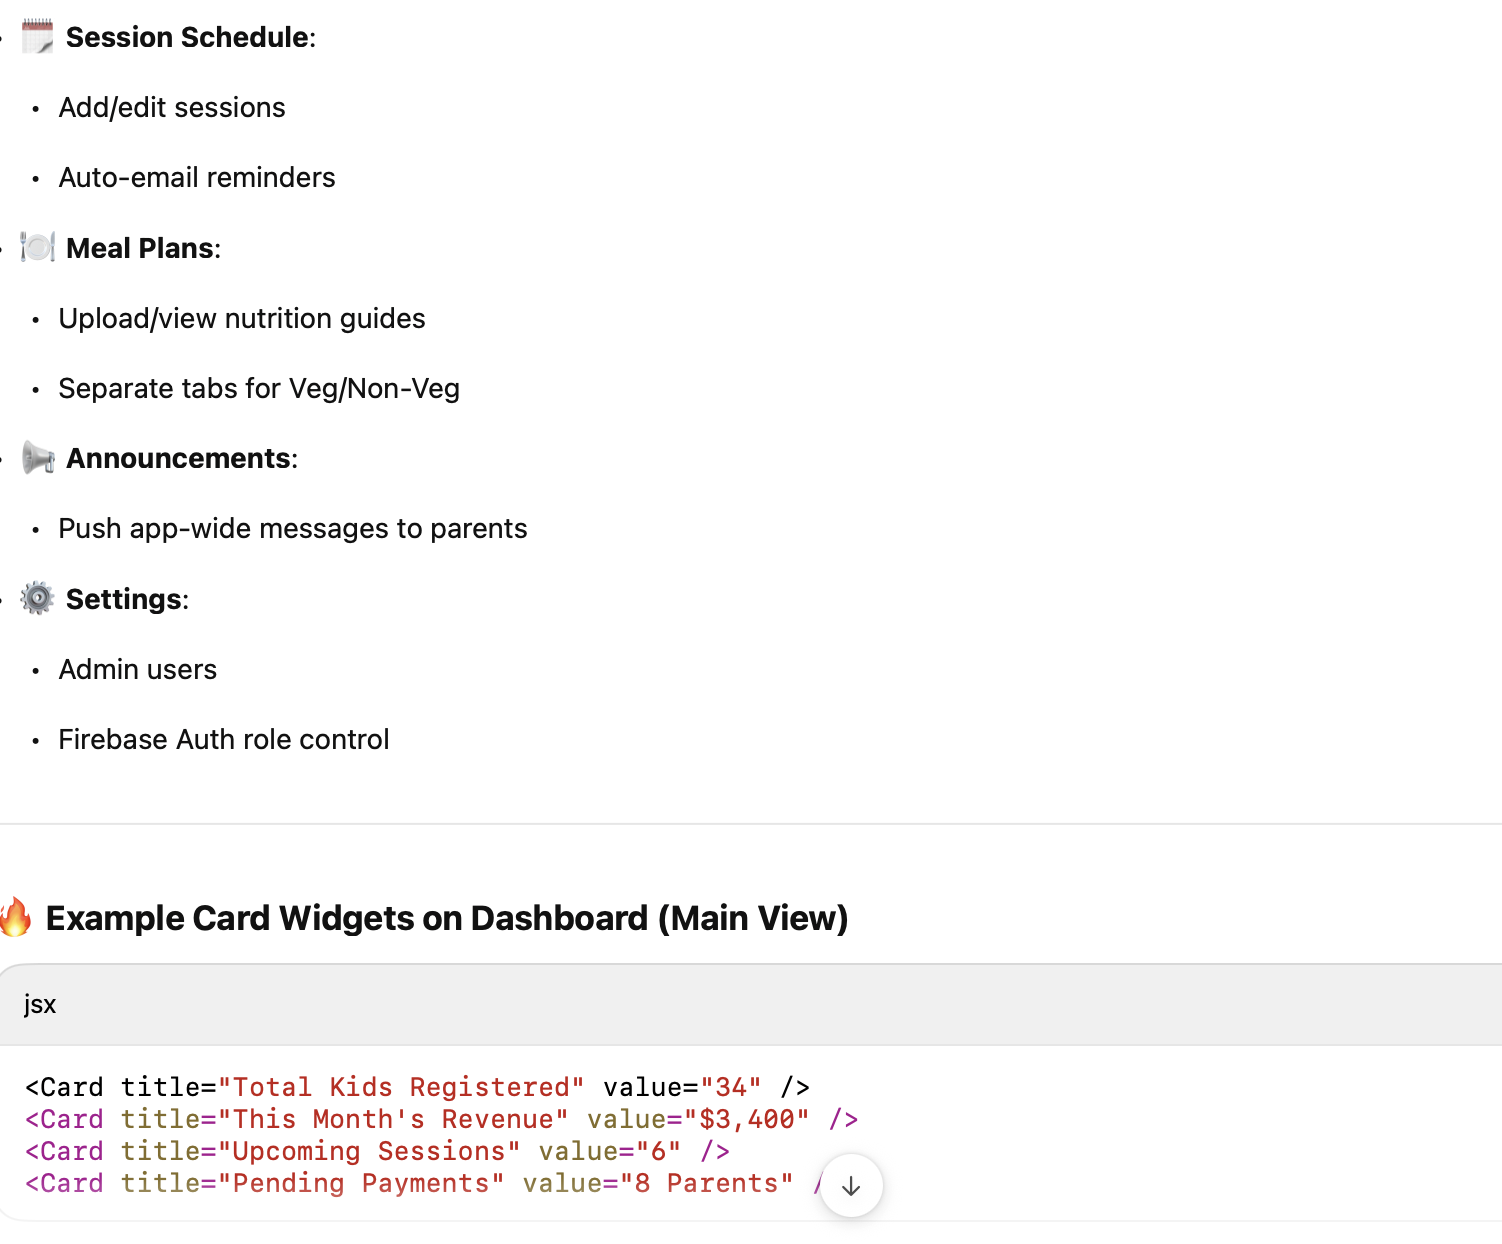 Session Schedule:
Add/edit sessions
Auto-email reminders
Meal Plans:
Upload/view nutrition guides
Separate tabs for Veg/Non-Veg
Announcements:
Push app-wide messages to parents
Settings:
Admin users
Firebase Auth role control
Example Card Widgets on Dashboard (Main View)
jsx
<Card title="Total Kids Registered" value="34" />
<Card title="This Month's Revenue" value="$3,400" />
<Card title="Upcoming Sessions" value="6" />
<Card title="Pending Payments" value="8 Parents" /